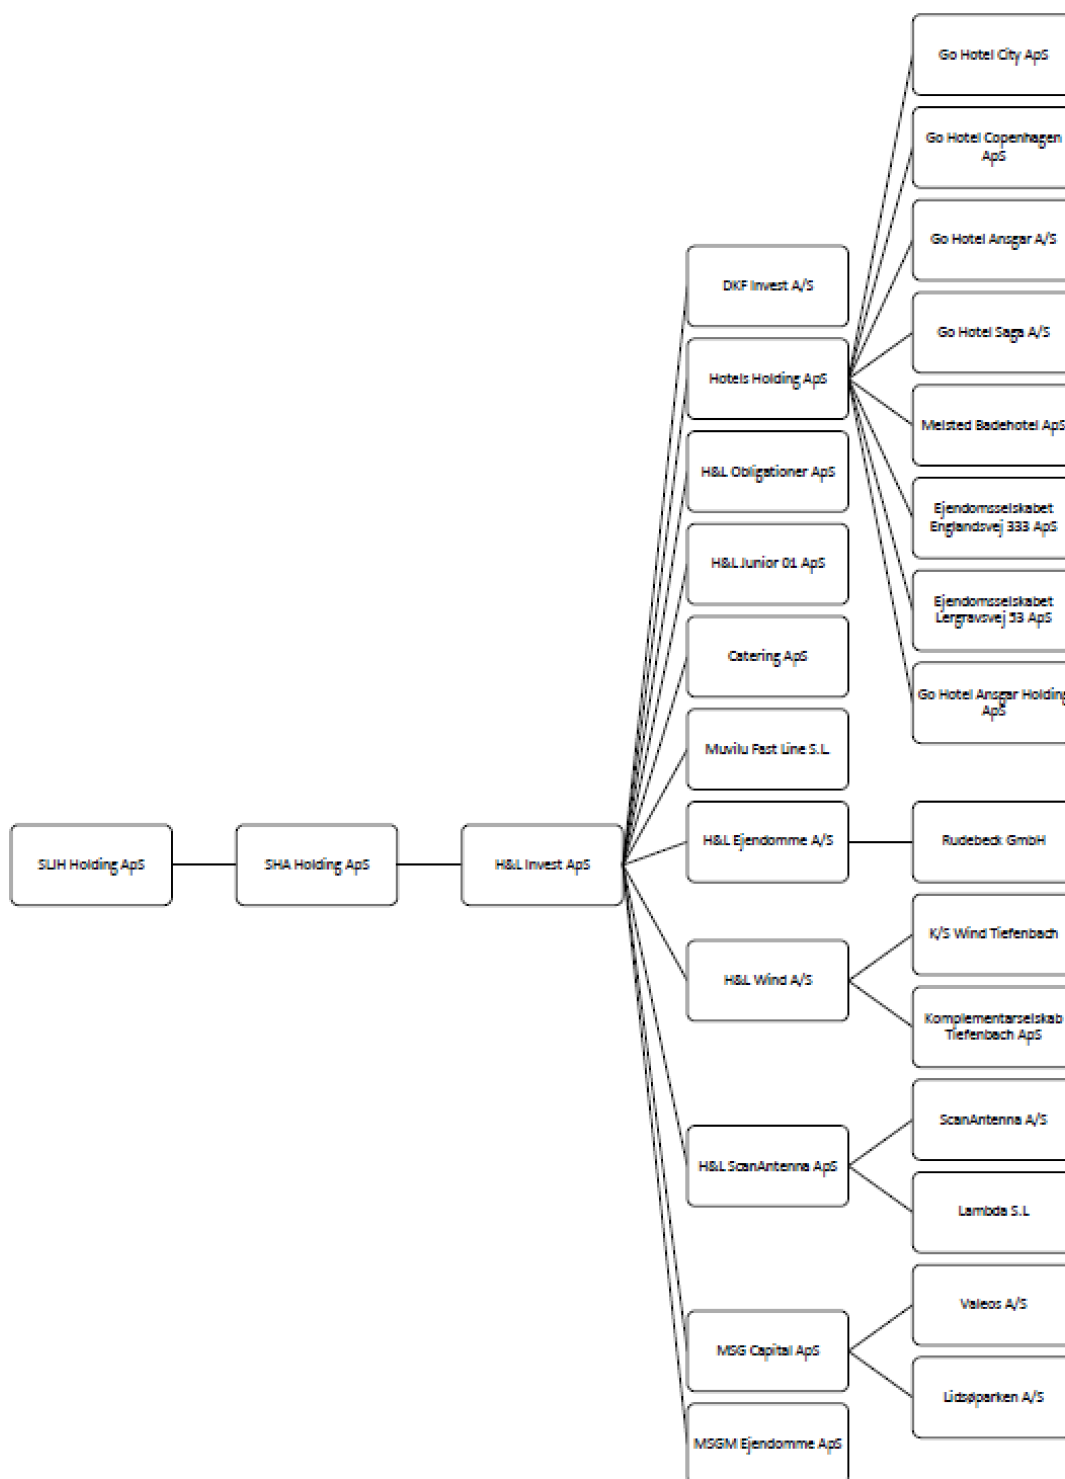 SLJH Holding ApS
SHA Holding ApS
H&L Invest ApS
DKF Invest A/S
Hotels Holding ApS
H&L Obligationer ApS
H&L Junior 01 ApS
Catering ApS
Muvilu Fast Line S.L.
H&L Ejendomme A/S
H&L Wind A/S
H&L ScanAntenna ApS
MSG Capital ApS
MSGM Ejendomme ApS
Go Hotel City ApS
Go Hotel Copenhagen
ApS
Go Hotel Ansgar A/S
Go Hotel Saga A/S
Melsted Badehotel ApS
Ejendomsselskabet
Englandsvej 333 ApS
Ejendomsselskabet
Lergravsvej 53 ApS
Go Hotel Ansgar Holding
ApS
Rudebeck GmbH
K/S Wind Tiefenbach
Komplementarselskab
Tiefenbach ApS
ScanAntenna A/S
Lambda S.L
Valeos A/S
Lidsøparken A/S